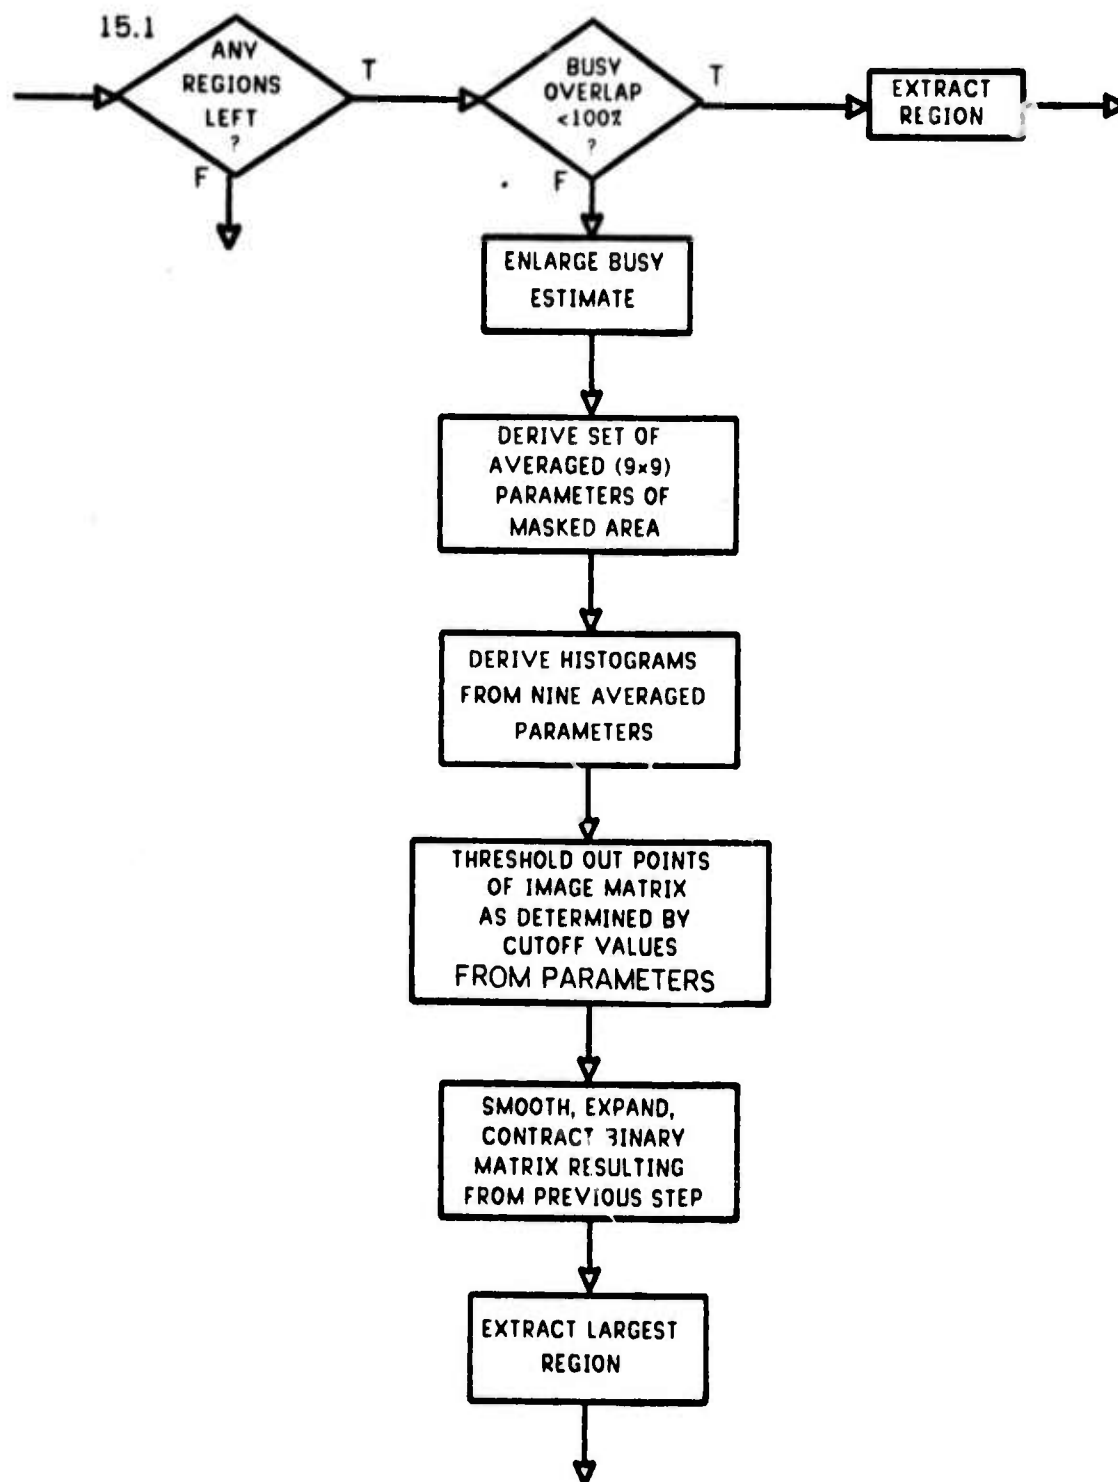 15.1
ANY
REGIONS
LEFT
?
T
F
BUSY
OVERLAP
<100%
?
T
F
EXTRACT
REGION
ENLARGE BUSY
ESTIMATE
DERIVE SET OF
AVERAGED (9×9)
PARAMETERS OF
MASKED AREA
DERIVE HISTOGRAMS
FROM NINE AVERAGED
PARAMETERS
THRESHOLD OUT POINTS
OF IMAGE MATRIX
AS DETERMINED BY
CUTOFF VALUES
FROM PARAMETERS
SMOOTH, EXPAND,
CONTRACT BINARY
MATRIX RESULTING
FROM PREVIOUS STEP
EXTRACT LARGEST
REGION